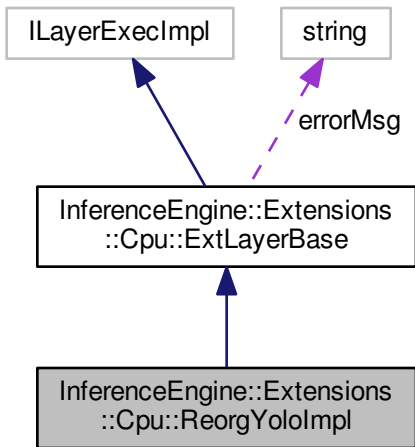 ILayerExecImpl
string
errorMsg
InferenceEngine::Extensions
::Cpu::ExtLayerBase
InferenceEngine::Extensions
::Cpu::ReorgYoloImpl